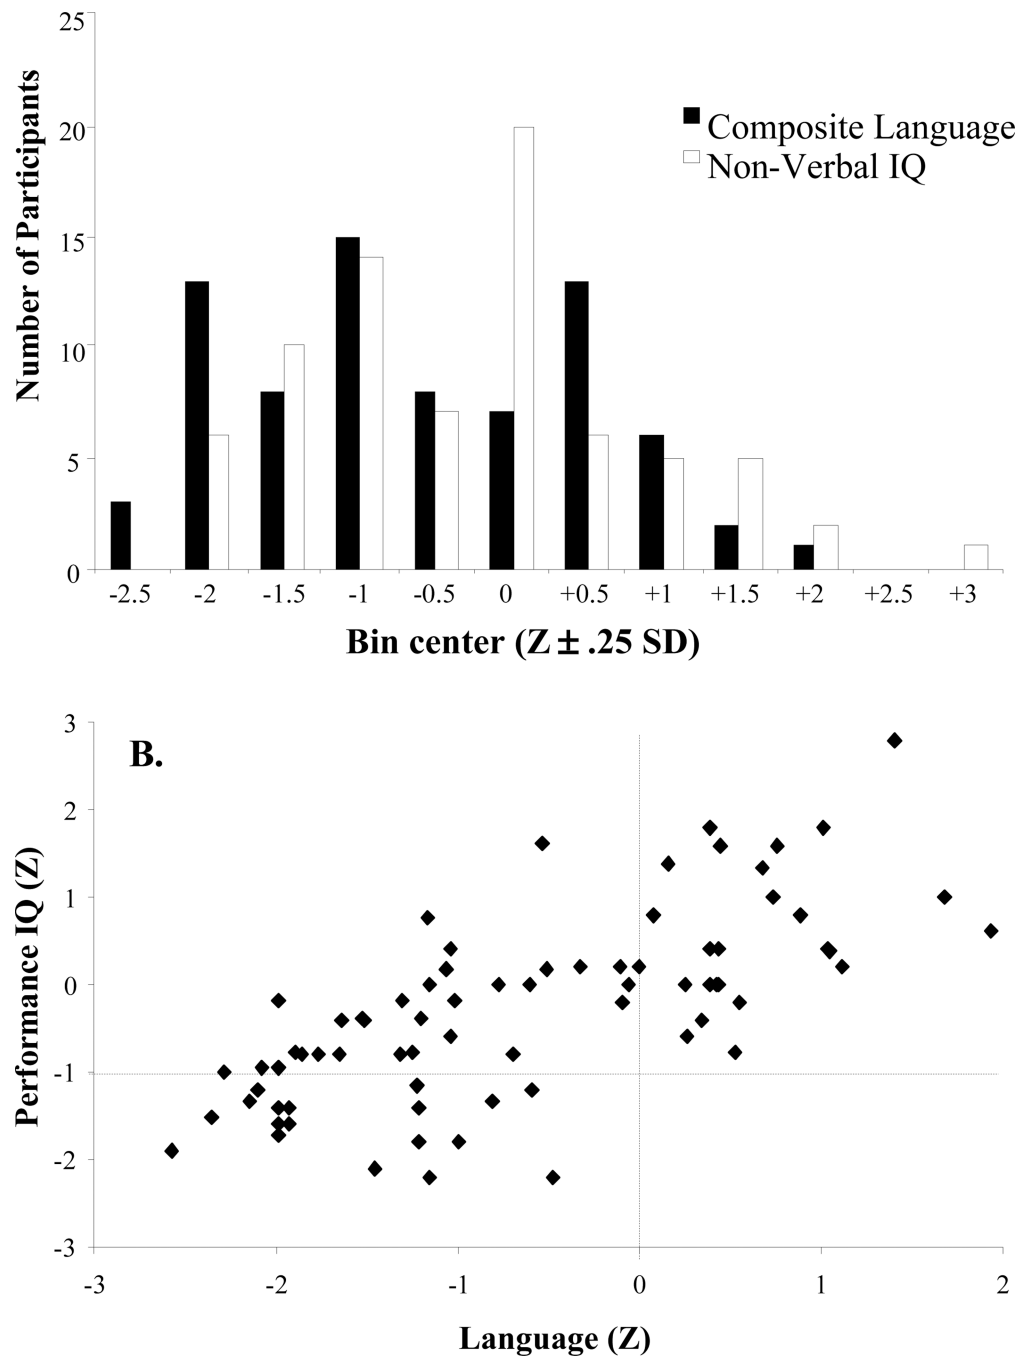 25
20
15
10
5
0
Number of Participants
Composite Language
Non-Verbal IQ
-2.5 -2 -1.5 -1 -0.5 0 +0.5 +1 +1.5 +2 +2.5 +3
Bin center (Z ± .25 SD)
B.
3
2
1
0
-1
-2
-3
Performance IQ (Z)
-3 -2 -1 0 1 2
Language (Z)